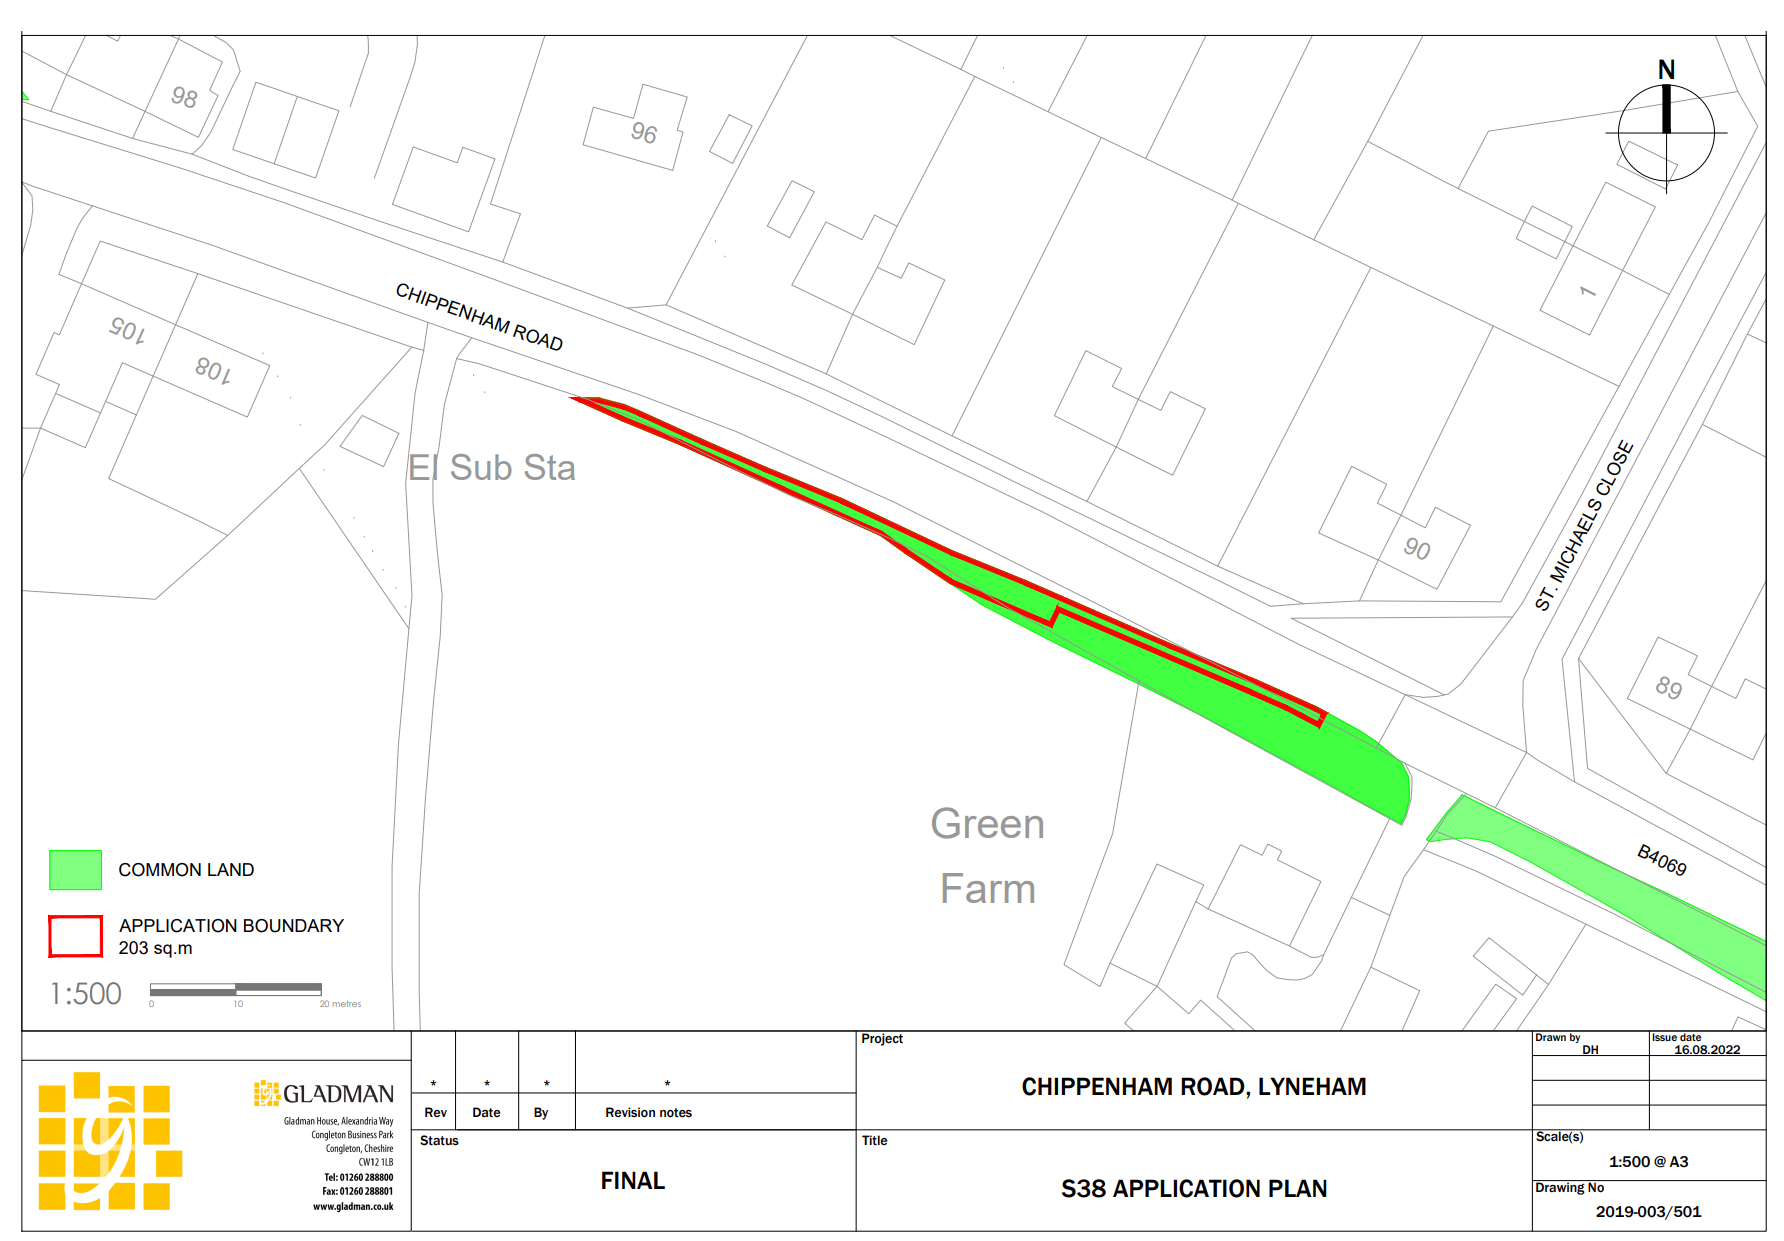 N
98
96
1
CHIPPENHAM ROAD
105
108
El Sub Sta
ST. MICHAELS CLOSE
90
89
Green
Farm
B4069
COMMON LAND
APPLICATION BOUNDARY
203 sq.m
1:500
0 10 20 metres
GLADMAN
Gladman House, Alexandria Way
Congleton Business Park
Congleton, Cheshire
CW12 1LB
Tel: 01260 288800
Fax: 01260 288801
www.gladman.co.uk
* * * *
Rev Date By Revision notes
Status
FINAL
Project
CHIPPENHAM ROAD, LYNEHAM
Title
S38 APPLICATION PLAN
Drawn by Issue date
DH 16.08.2022
Scale(s)
1:500 @ A3
Drawing No
2019-003/501